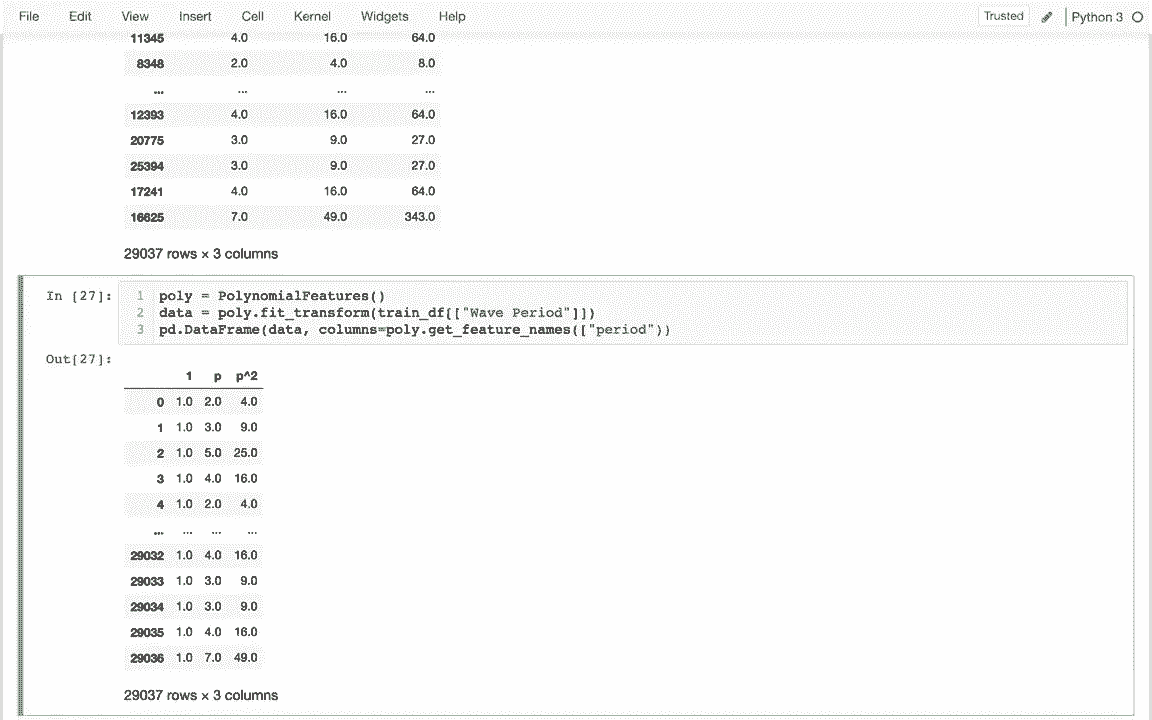 File Edit View Insert Cell Kernel Widgets Help Trusted Python 3
11345 4.0 16.0 64.0
8348 2.0 4.0 8.0
... ... ... ...
12393 4.0 16.0 64.0
20775 3.0 9.0 27.0
25394 3.0 9.0 27.0
17241 4.0 16.0 64.0
16625 7.0 49.0 343.0
29037 rows × 3 columns
In [27]: 1 poly = PolynomialFeatures()
2 data = poly.fit_transform(train_df[["Wave Period"]])
3 pd.DataFrame(data, columns=poly.get_feature_names(["period"))
Out[27]:
1 p p^2
0 1.0 2.0 4.0
1 1.0 3.0 9.0
2 1.0 5.0 25.0
3 1.0 4.0 16.0
4 1.0 2.0 4.0
... ... ... ...
29032 1.0 4.0 16.0
29033 1.0 3.0 9.0
29034 1.0 3.0 9.0
29035 1.0 4.0 16.0
29036 1.0 7.0 49.0
29037 rows × 3 columns